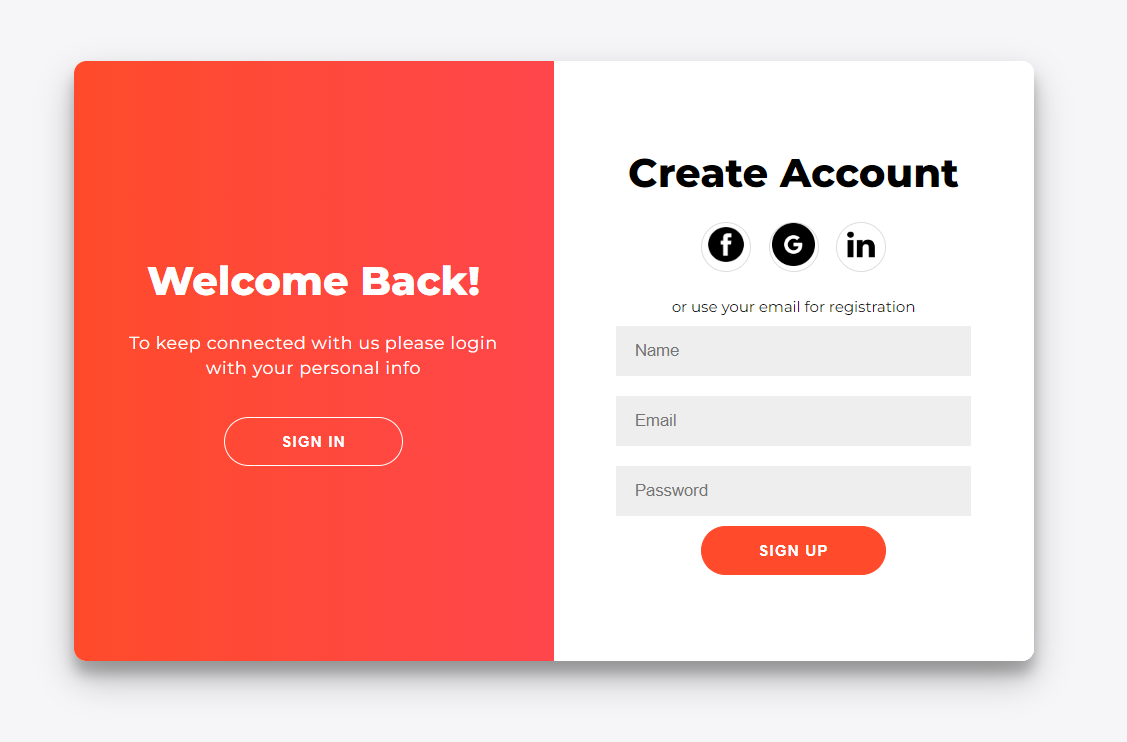 Welcome Back!
To keep connected with us please login
with your personal info
SIGN IN
Create Account
f G in
or use your email for registration
Name
Email
Password
SIGN UP